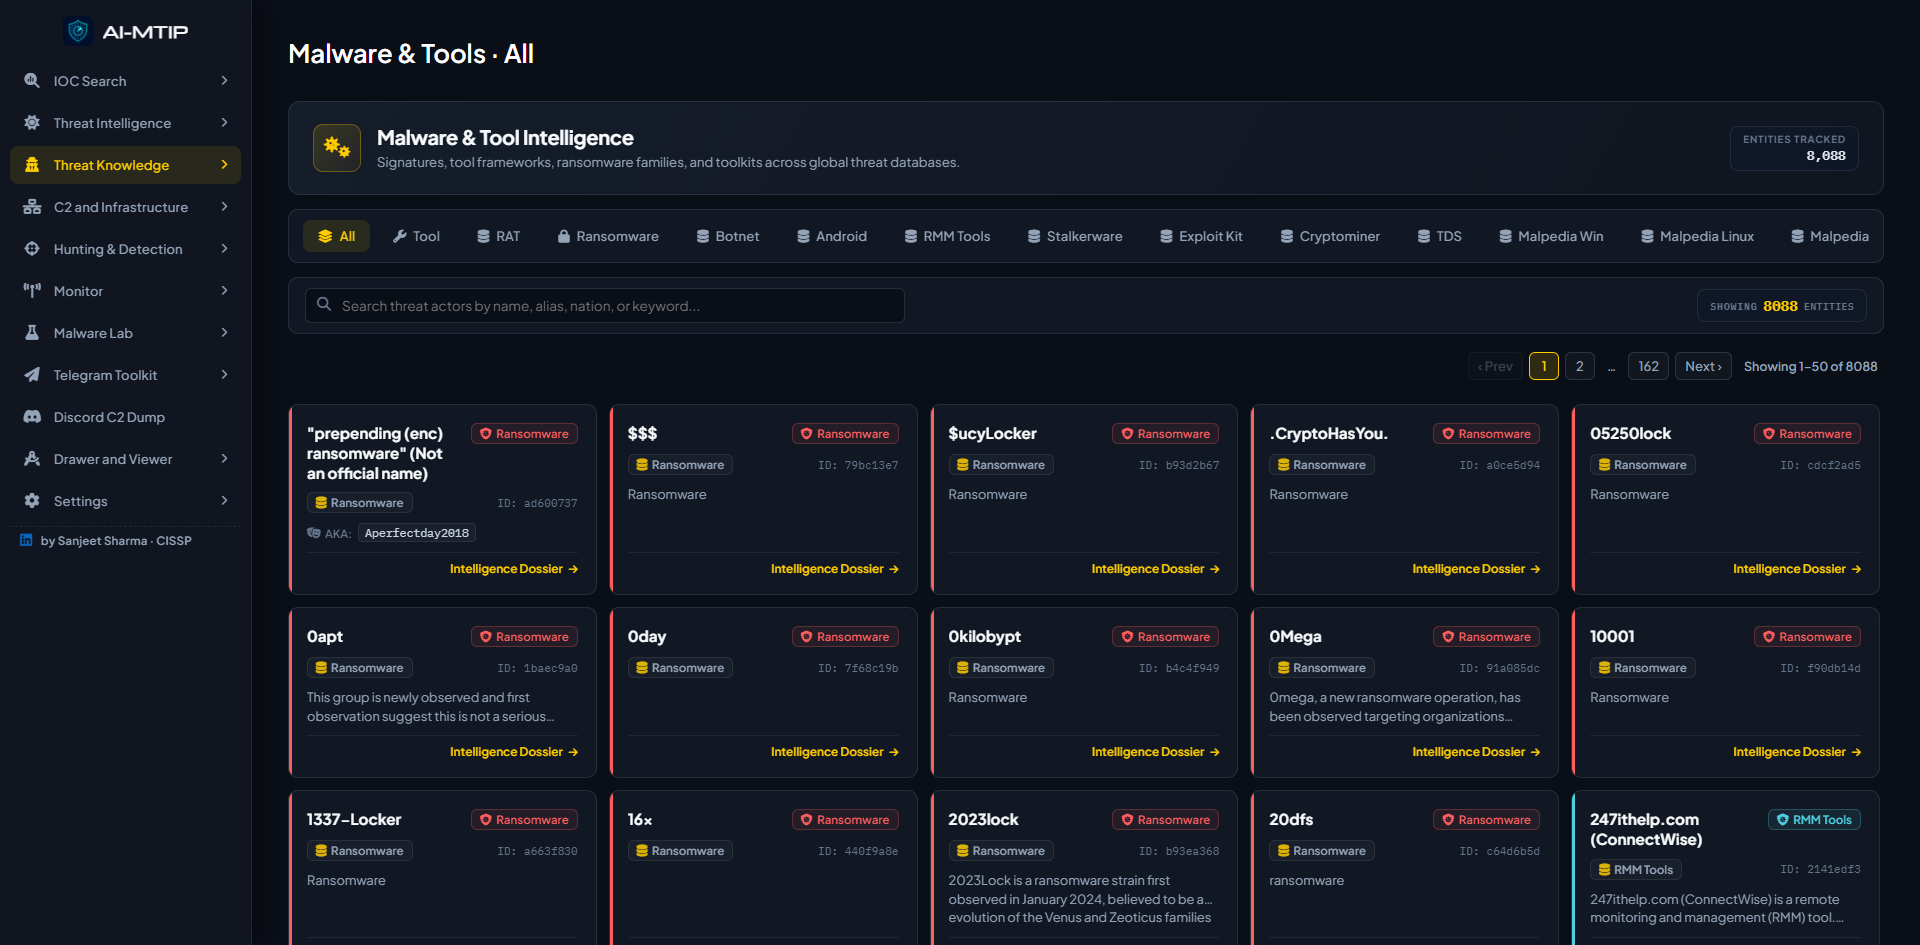 AI-MTIP
IOC Search
Threat Intelligence
Threat Knowledge
C2 and Infrastructure
Hunting & Detection
Monitor
Malware Lab
Telegram Toolkit
Discord C2 Dump
Drawer and Viewer
Settings
by Sanjeet Sharma · CISSP
Malware & Tools · All
Malware & Tool Intelligence
Signatures, tool frameworks, ransomware families, and toolkits across global threat databases.
ENTITIES TRACKED
8,088
All Tool RAT Ransomware Botnet Android RMM Tools Stalkerware Exploit Kit Cryptominer TDS Malpedia Win Malpedia Linux Malpedia
Search threat actors by name, alias, nation, or keyword...
SHOWING 8088 ENTITIES
‹ Prev 1 2 … 162 Next › Showing 1–50 of 8088
"prepending (enc) ransomware" (Not an official name)
Ransomware
Ransomware ID: ad600737
AKA: Aperfectday2018
Intelligence Dossier →
$$$ Ransomware
Ransomware ID: 79bc13e7
Ransomware
Intelligence Dossier →
$ucyLocker Ransomware
Ransomware ID: b93d2b67
Ransomware
Intelligence Dossier →
.CryptoHasYou. Ransomware
Ransomware ID: a0ce5d94
Ransomware
Intelligence Dossier →
05250lock Ransomware
Ransomware ID: cdcf2ad5
Ransomware
Intelligence Dossier →
0apt Ransomware
Ransomware ID: 1baec9a0
This group is newly observed and first
observation suggest this is not a serious…
Intelligence Dossier →
0day Ransomware
Ransomware ID: 7f68c19b
Intelligence Dossier →
0kilobypt Ransomware
Ransomware ID: b4c4f949
Ransomware
Intelligence Dossier →
0Mega Ransomware
Ransomware ID: 91a085dc
0mega, a new ransomware operation, has
been observed targeting organizations…
Intelligence Dossier →
10001 Ransomware
Ransomware ID: f90db14d
Ransomware
Intelligence Dossier →
1337-Locker Ransomware
Ransomware ID: a663f830
Ransomware
16x Ransomware
Ransomware ID: 440f9a8e
2023lock Ransomware
Ransomware ID: b93ea368
2023Lock is a ransomware strain first
observed in January 2024, believed to be a…
evolution of the Venus and Zeoticus families
20dfs Ransomware
Ransomware ID: c64d6b5d
ransomware
247ithelp.com (ConnectWise)
RMM Tools
RMM Tools ID: 2141edf3
247ithelp.com (ConnectWise) is a remote
monitoring and management (RMM) tool.…